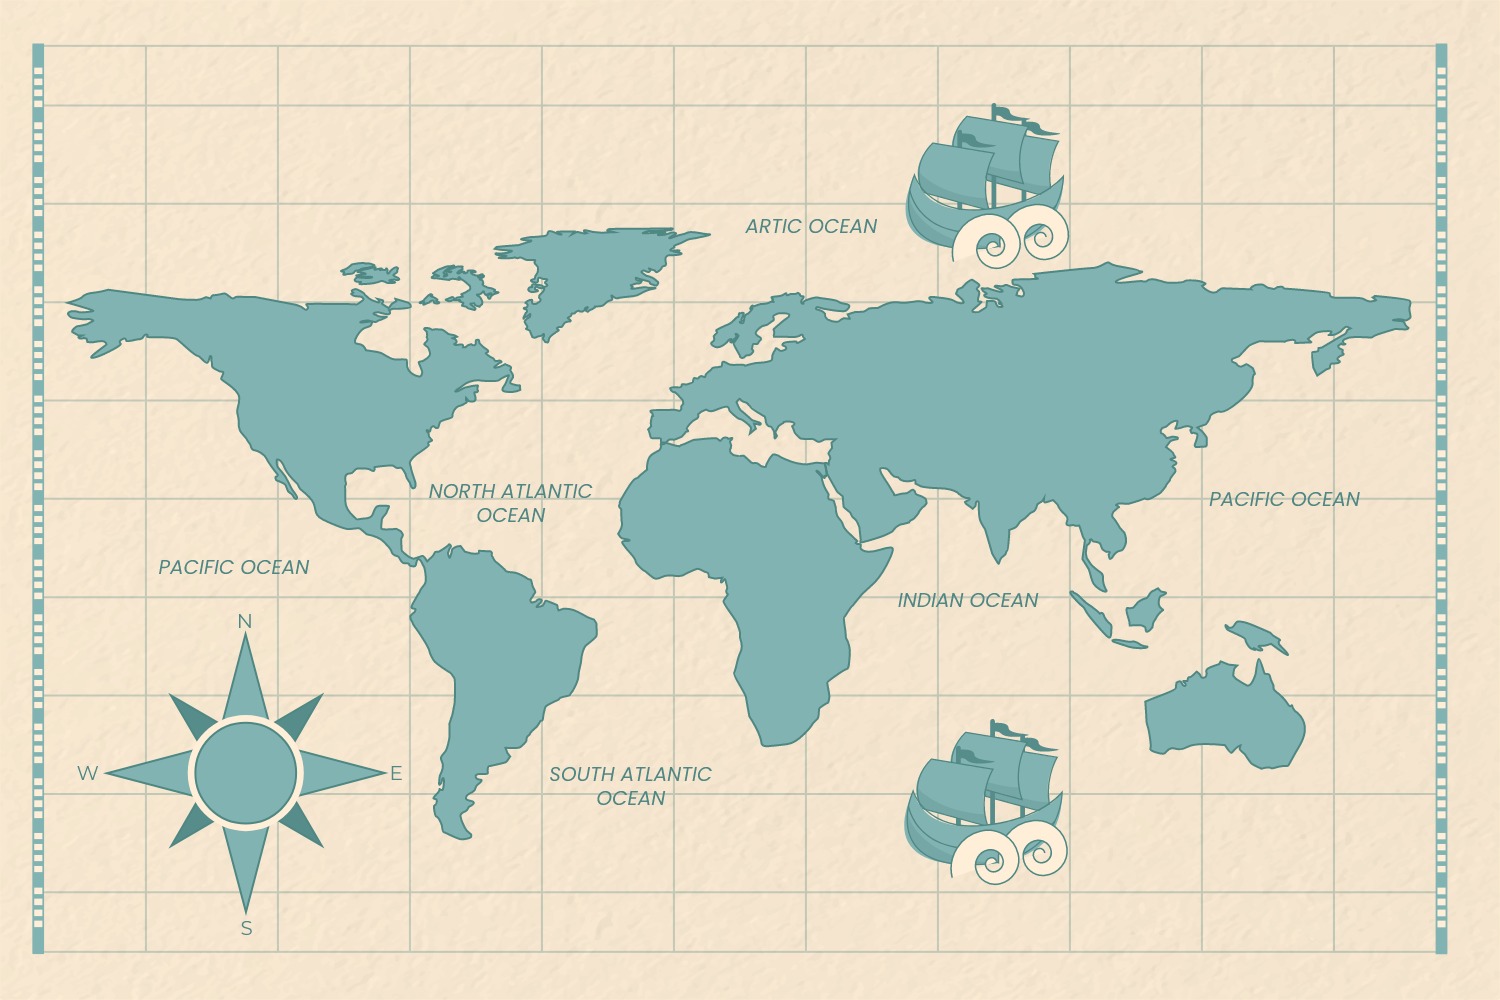 ARTIC OCEAN
NORTH ATLANTIC
OCEAN
PACIFIC OCEAN
PACIFIC OCEAN
INDIAN OCEAN
N
W
E
S
SOUTH ATLANTIC
OCEAN